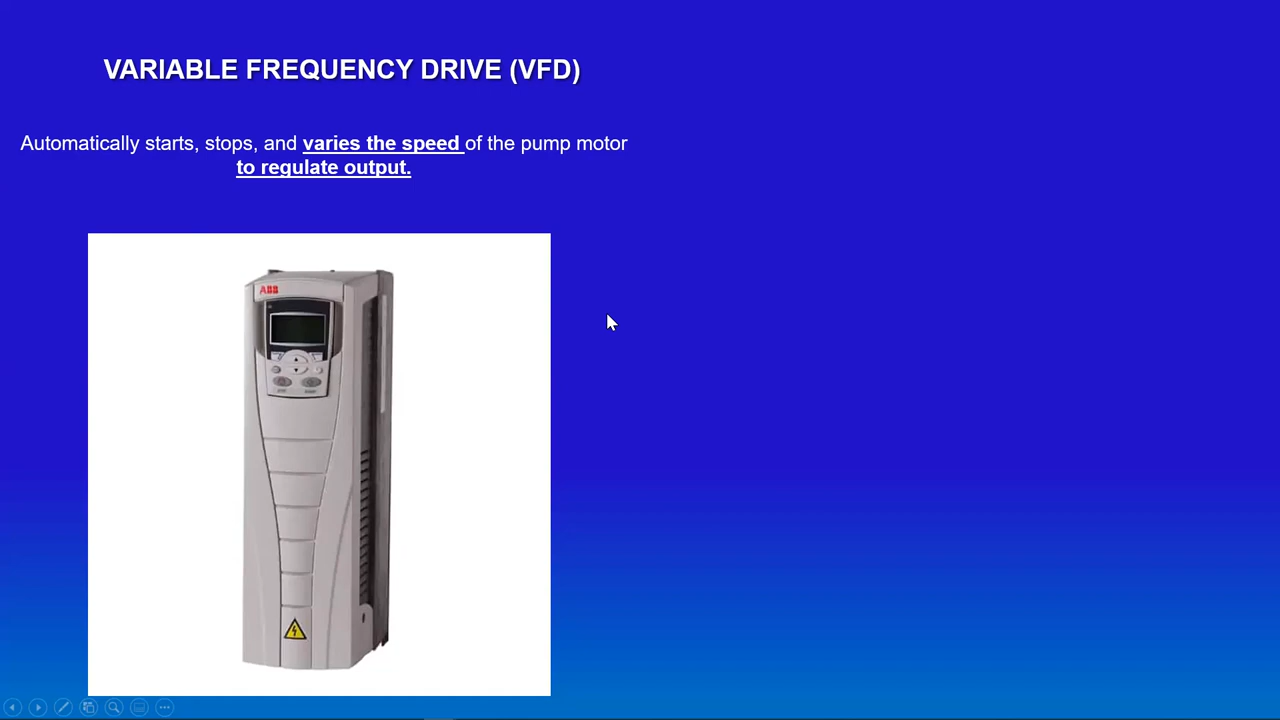 VARIABLE FREQUENCY DRIVE (VFD)
Automatically starts, stops, and varies the speed of the pump motor
to regulate output.
ABB